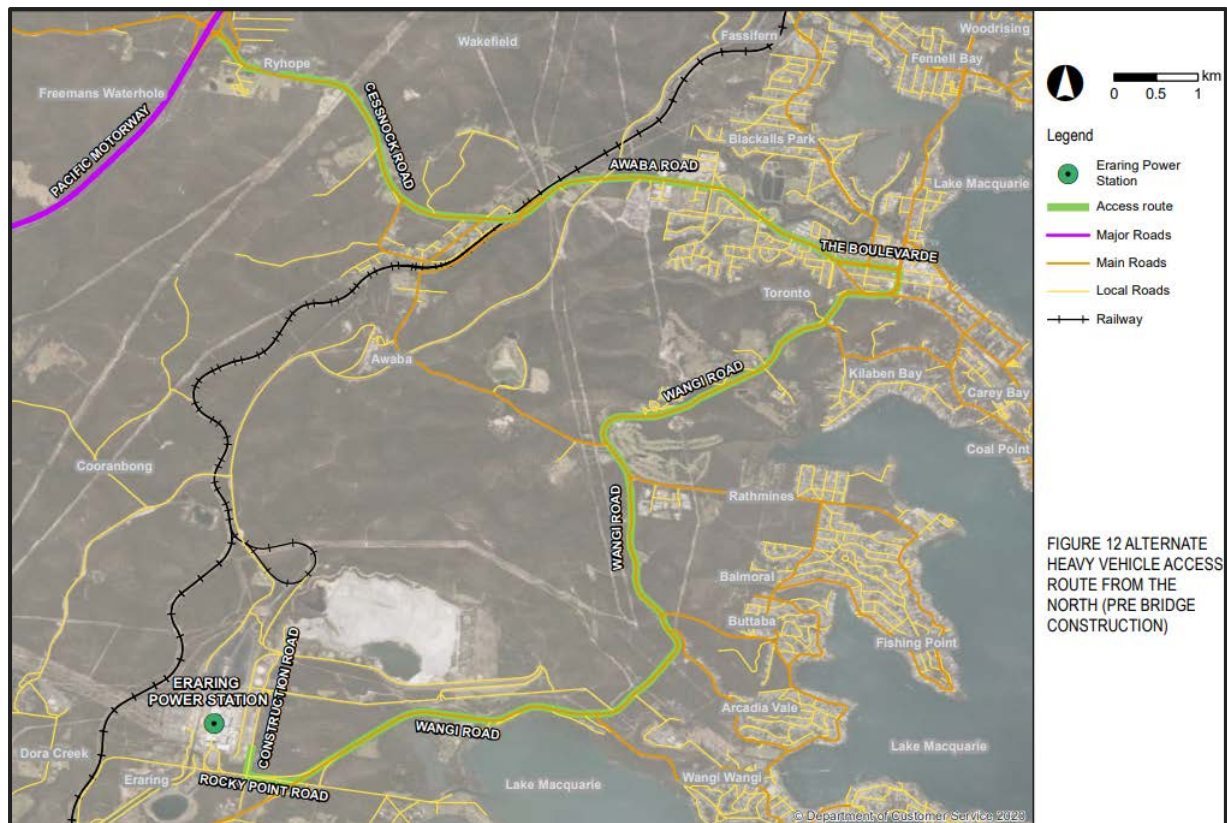 Woodrising
Fassifern
Wakefield
Fennell Bay
Ryhope
Freemans Waterhole
CESSNOCK ROAD
PACIFIC MOTORWAY
Blackalls Park
AWABA ROAD
Lake Macquarie
THE BOULEVARDE
Toronto
Awaba
Kilaben Bay
WANGI ROAD
Carey Bay
Coal Point
Cooranbong
Rathmines
WANGI ROAD
Balmoral
Buttaba
Fishing Point
CONSTRUCTION ROAD
ERARING
POWER STATION
Arcadia Vale
WANGI ROAD
Dora Creek
Lake Macquarie
Eraring
ROCKY POINT ROAD
Lake Macquarie
Wangi Wangi
© Department of Customer Service 2020
km
0 0.5 1
Legend
Eraring Power
Station
Access route
Major Roads
Main Roads
Local Roads
Railway
FIGURE 12 ALTERNATE
HEAVY VEHICLE ACCESS
ROUTE FROM THE
NORTH (PRE BRIDGE
CONSTRUCTION)